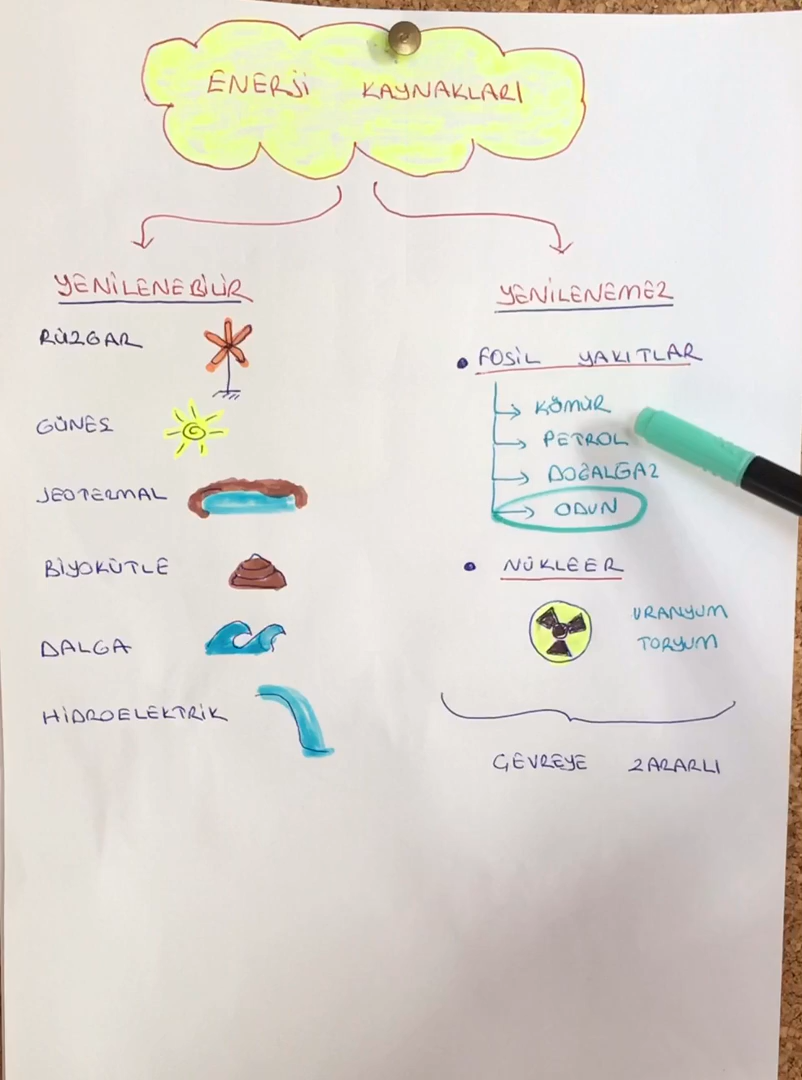 ENERJİ KAYNAKLARI
YENİLENEBİLİR
RÜZGAR
GÜNEŞ
JEOTERMAL
BİYOKÜTLE
DALGA
HİDROELEKTRİK
YENİLENEMEZ
• FOSİL YAKITLAR
KÖMÜR
PETROL
DOĞALGAZ
ODUN
• NÜKLEER
URANYUM
TORYUM
ÇEVREYE ZARARLI